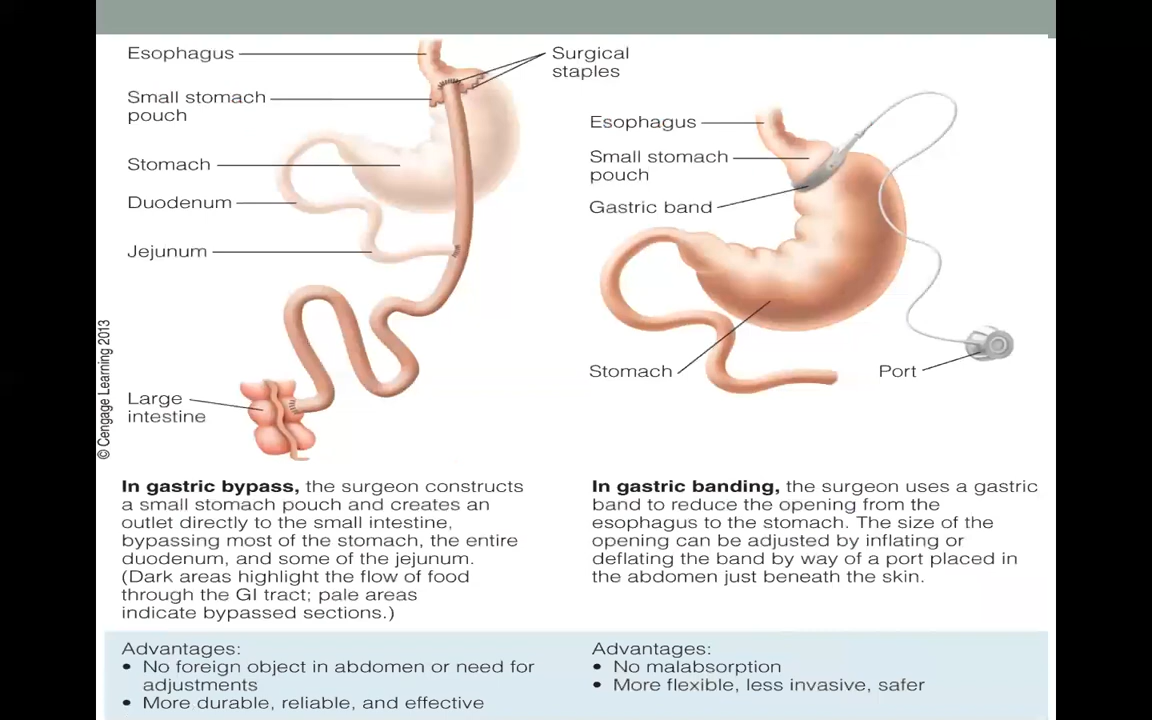 Esophagus
Surgical
staples
Small stomach
pouch
Stomach
Duodenum
Jejunum
Large
intestine
© Cengage Learning 2013
Esophagus
Small stomach
pouch
Gastric band
Stomach
Port
In gastric bypass, the surgeon constructs
a small stomach pouch and creates an
outlet directly to the small intestine,
bypassing most of the stomach, the entire
duodenum, and some of the jejunum.
(Dark areas highlight the flow of food
through the GI tract; pale areas
indicate bypassed sections.)
In gastric banding, the surgeon uses a gastric
band to reduce the opening from the
esophagus to the stomach. The size of the
opening can be adjusted by inflating or
deflating the band by way of a port placed in
the abdomen just beneath the skin.
Advantages:
• No foreign object in abdomen or need for
adjustments
• More durable, reliable, and effective
Advantages:
• No malabsorption
• More flexible, less invasive, safer